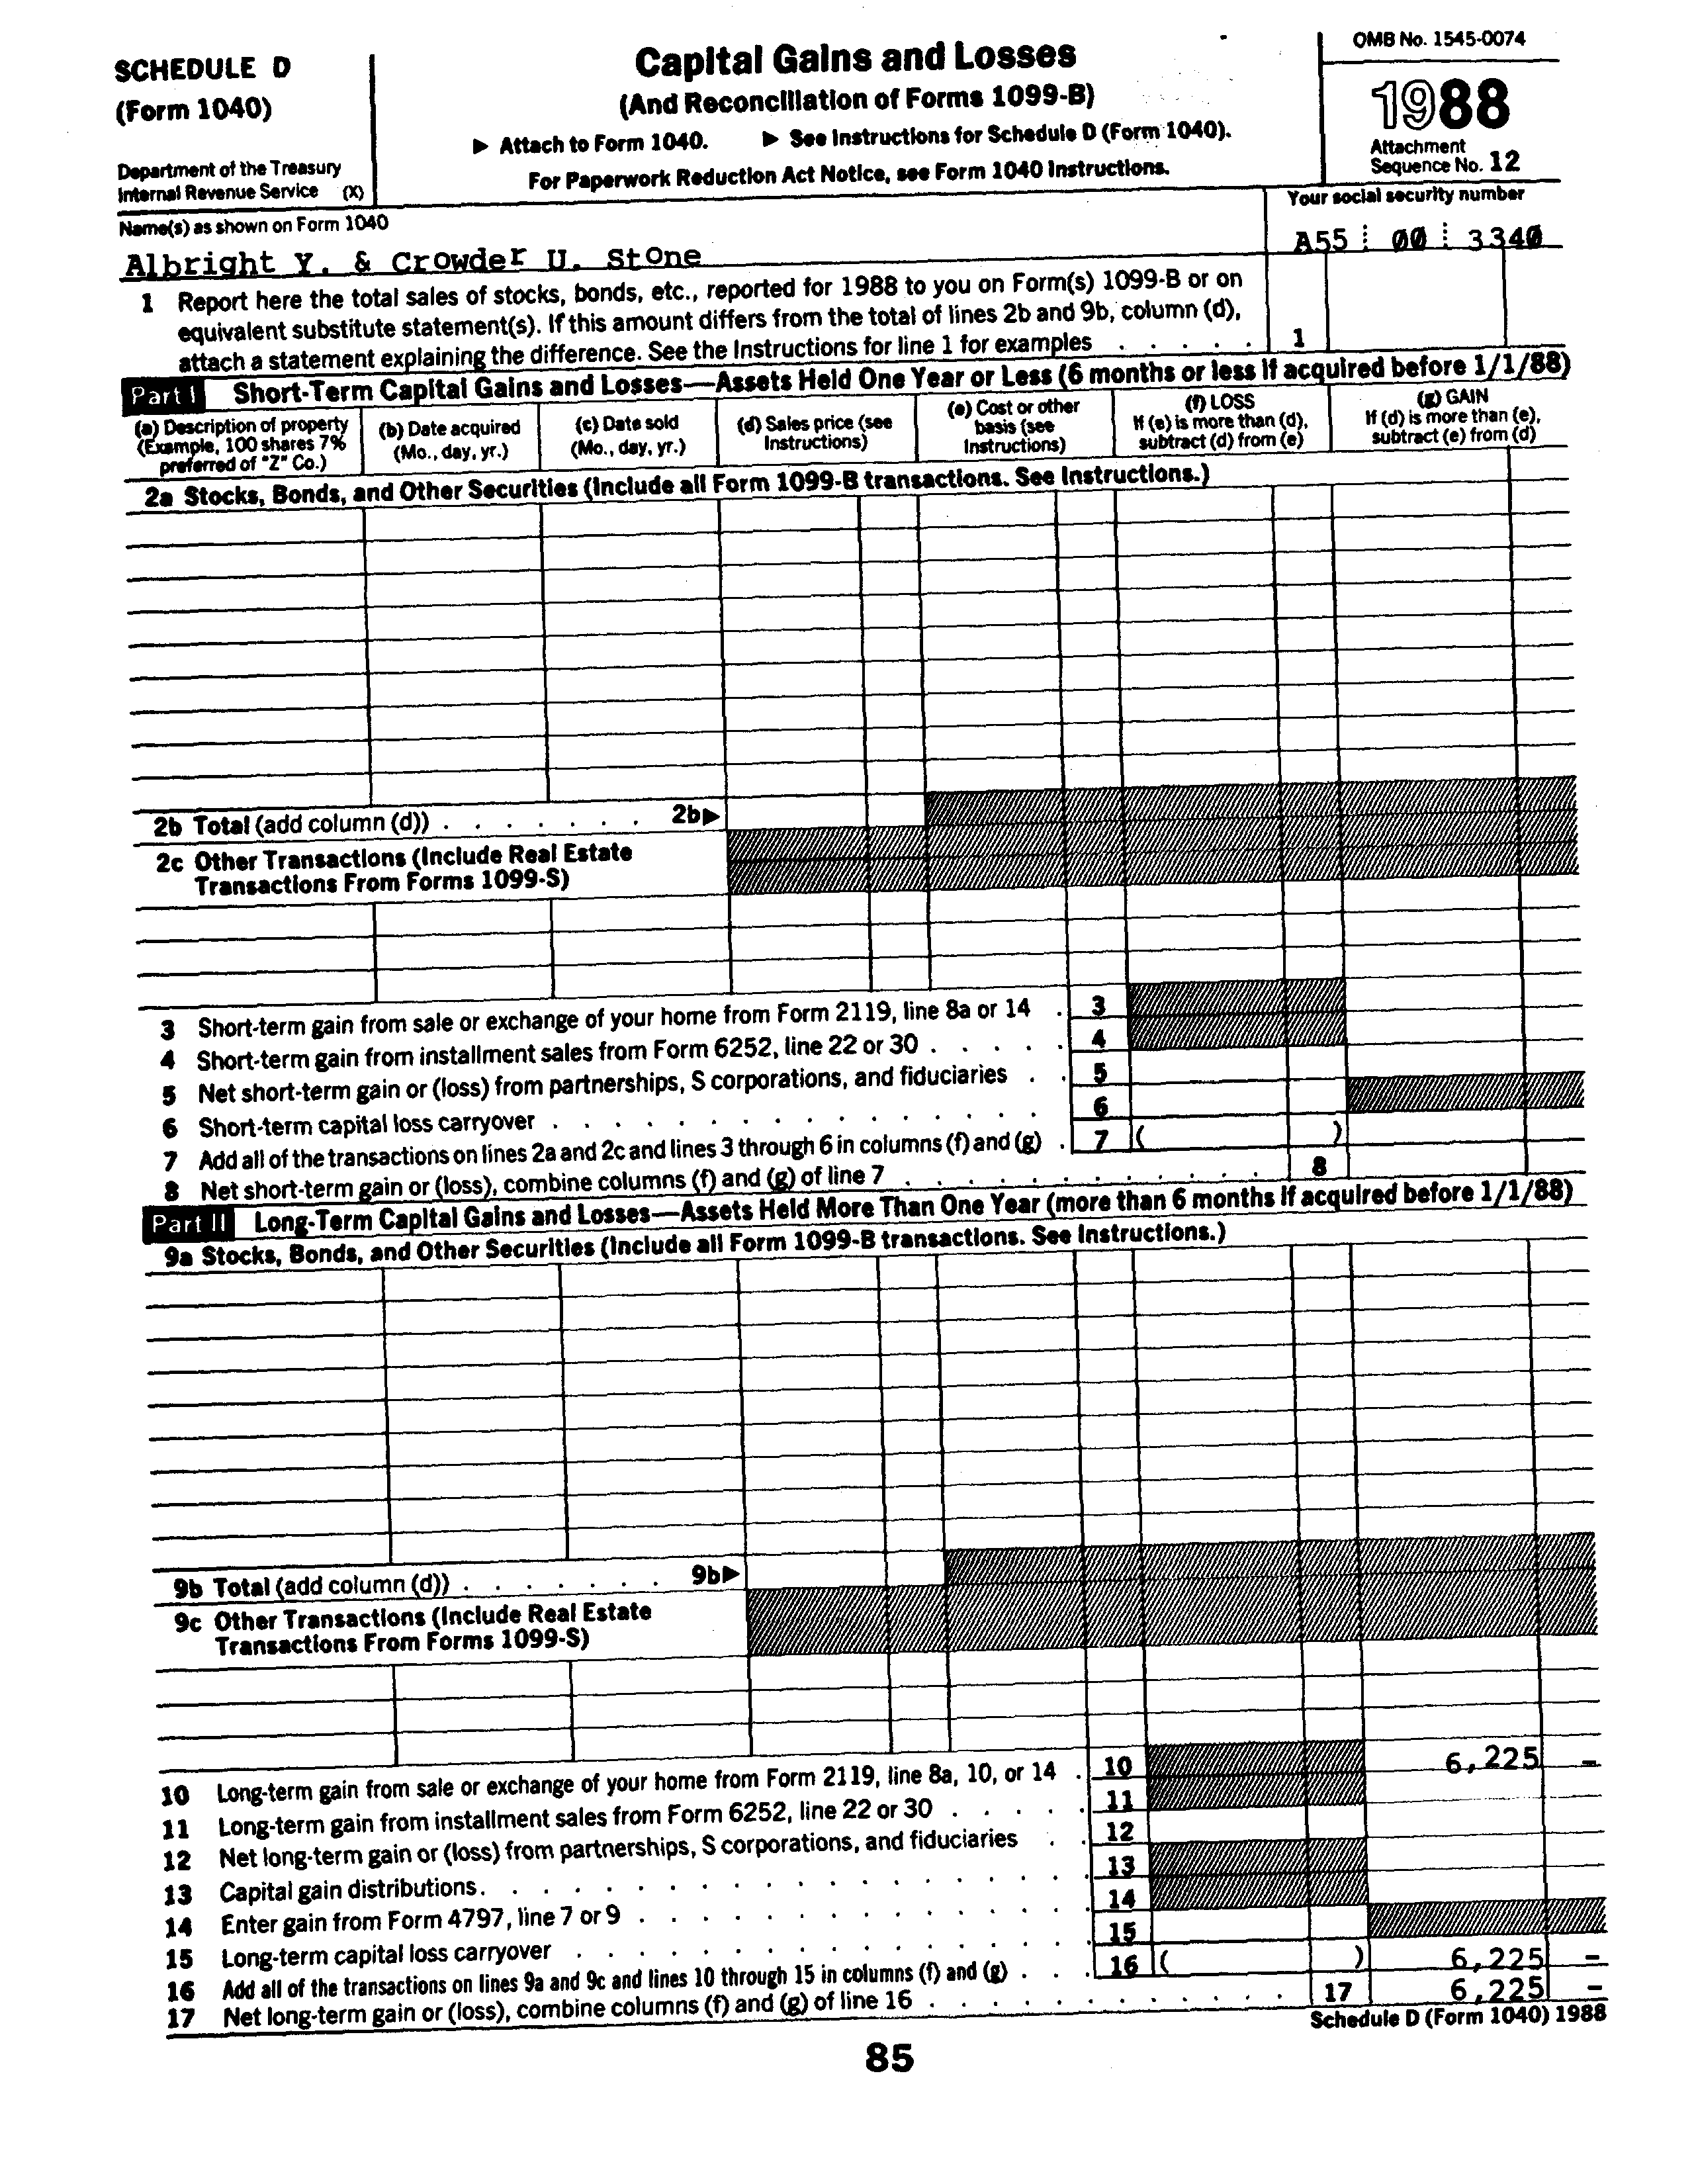 SCHEDULE D
(Form 1040)
Department of the Treasury
Internal Revenue Service (X)
Capital Gains and Losses
(And Reconciliation of Forms 1099-B)
▶ Attach to Form 1040. ▶ See Instructions for Schedule D (Form 1040).
For Paperwork Reduction Act Notice, see Form 1040 Instructions.
OMB No. 1545-0074
1988
Attachment
Sequence No. 12
Name(s) as shown on Form 1040
Your social security number
Albright Y. & Crowder U. Stone
A55 00 3340
1 Report here the total sales of stocks, bonds, etc., reported for 1988 to you on Form(s) 1099-B or on
equivalent substitute statement(s). If this amount differs from the total of lines 2b and 9b, column (d),
attach a statement explaining the difference. See the Instructions for line 1 for examples . . . . . 1
Part I Short-Term Capital Gains and Losses—Assets Held One Year or Less (6 months or less if acquired before 1/1/88)
(a) Description of property
(Example, 100 shares 7%
preferred of "Z" Co.)
(b) Date acquired
(Mo., day, yr.)
(c) Date sold
(Mo., day, yr.)
(d) Sales price (see
Instructions)
(e) Cost or other
basis (see
Instructions)
(f) LOSS
If (e) is more than (d),
subtract (d) from (e)
(g) GAIN
If (d) is more than (e),
subtract (e) from (d)
2a Stocks, Bonds, and Other Securities (Include all Form 1099-B transactions. See Instructions.)
2b Total (add column (d)) . . . . . . . 2b▶
2c Other Transactions (Include Real Estate
Transactions From Forms 1099-S)
3 Short-term gain from sale or exchange of your home from Form 2119, line 8a or 14 . 3
4 Short-term gain from installment sales from Form 6252, line 22 or 30 . . . . . 4
5 Net short-term gain or (loss) from partnerships, S corporations, and fiduciaries . . 5
6 Short-term capital loss carryover . . . . . . . . . . . . . 6
7 Add all of the transactions on lines 2a and 2c and lines 3 through 6 in columns (f) and (g) . 7 ( )
8 Net short-term gain or (loss), combine columns (f) and (g) of line 7 . . . . . . . . . . . . . 8
Part II Long-Term Capital Gains and Losses—Assets Held More Than One Year (more than 6 months if acquired before 1/1/88)
9a Stocks, Bonds, and Other Securities (Include all Form 1099-B transactions. See Instructions.)
9b Total (add column (d)) . . . . . . . 9b▶
9c Other Transactions (Include Real Estate
Transactions From Forms 1099-S)
10 Long-term gain from sale or exchange of your home from Form 2119, line 8a, 10, or 14 . 10 6,225 –
11 Long-term gain from installment sales from Form 6252, line 22 or 30 . . . . . 11
12 Net long-term gain or (loss) from partnerships, S corporations, and fiduciaries . . 12
13 Capital gain distributions. . . . . . . . . . . . . . . . 13
14 Enter gain from Form 4797, line 7 or 9 . . . . . . . . . . . 14
15 Long-term capital loss carryover . . . . . . . . . . . . . 15
16 Add all of the transactions on lines 9a and 9c and lines 10 through 15 in columns (f) and (g) . . . 16 ( ) 6,225 –
17 Net long-term gain or (loss), combine columns (f) and (g) of line 16 . . . . . . . . . . . . 17 6,225 –
Schedule D (Form 1040) 1988
85